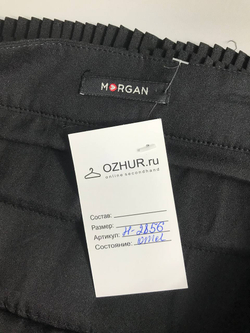 MORGAN
OZHUR.ru
online secondhand
Состав:
Размер:
Артикул: H-2856
Состояние: отл